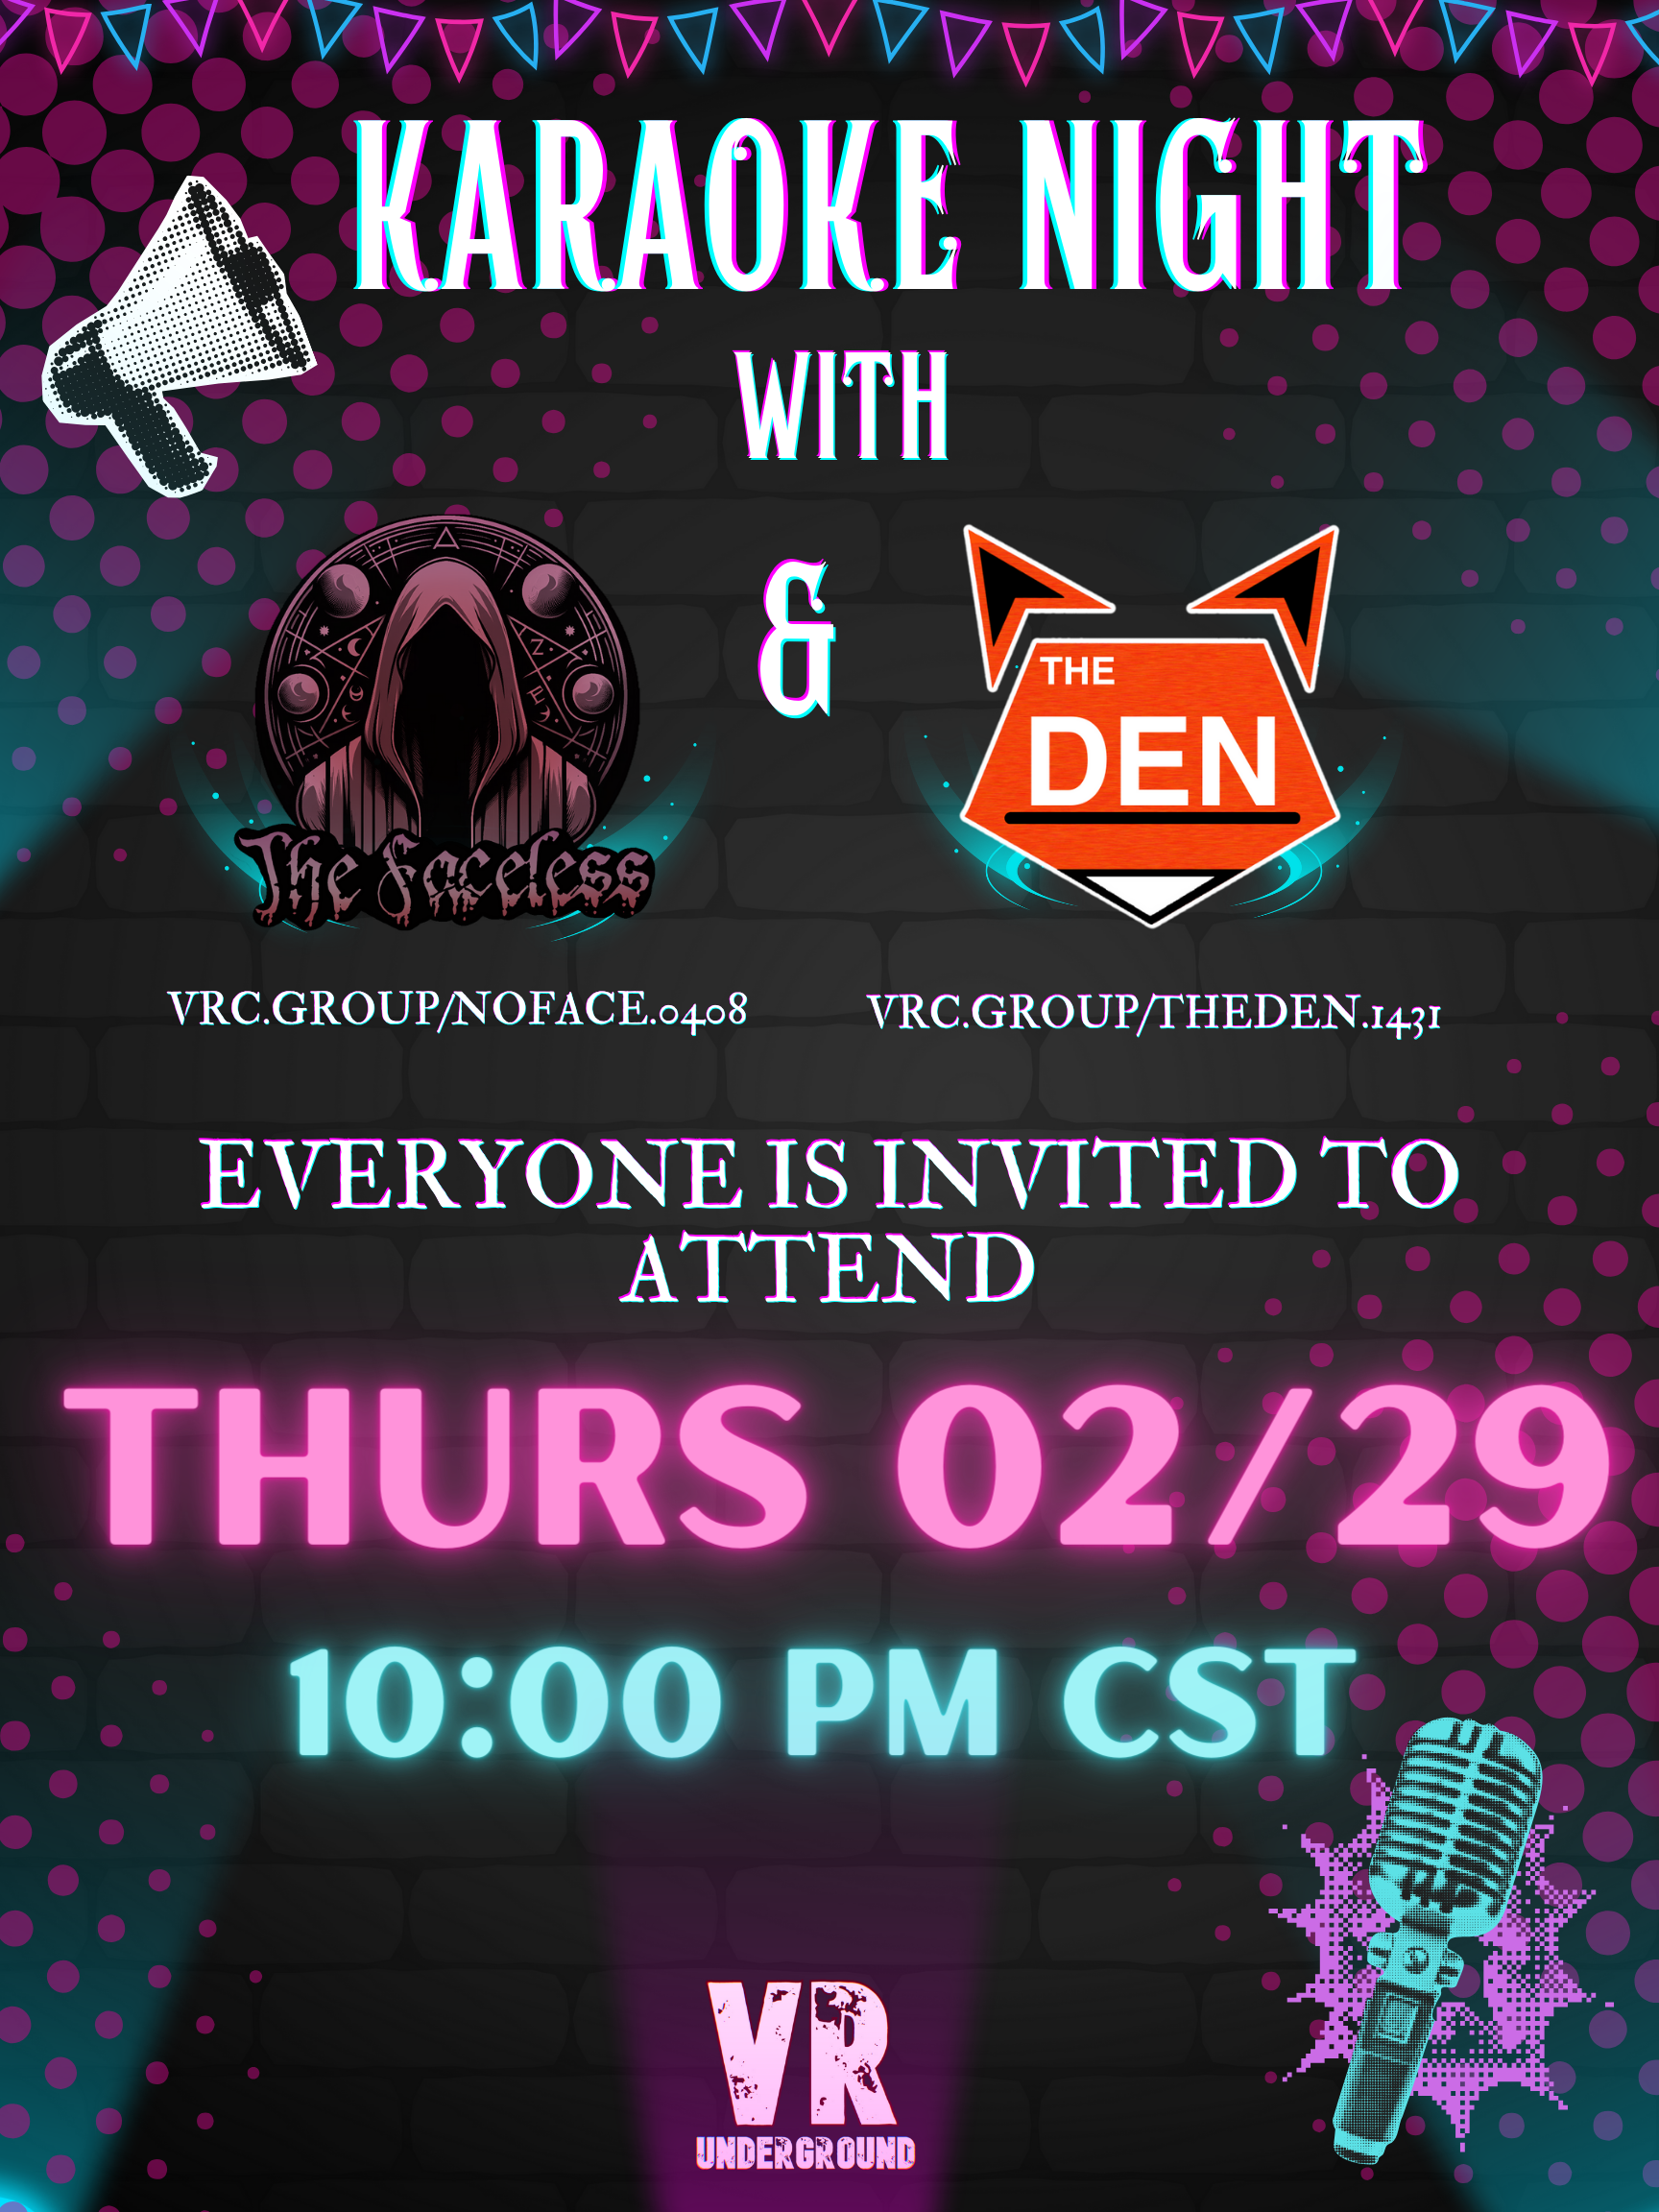 KARAOKE NIGHT
WITH
&
The Faceless
THE
DEN
VRC.GROUP/NOFACE.0408
VRC.GROUP/THEDEN.1431
EVERYONE IS INVITED TO
ATTEND
THURS 02/29
10:00 PM CST
VR
UNDERGROUND